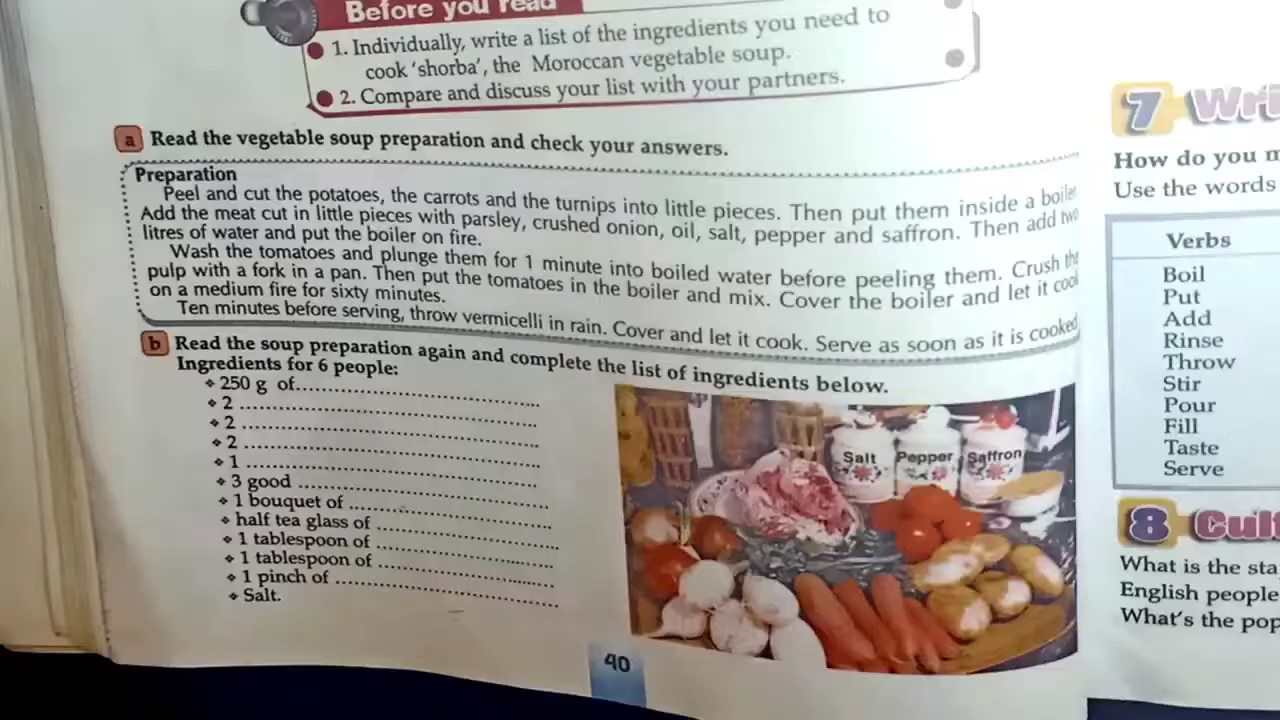 Before you read
1. Individually, write a list of the ingredients you need to
cook 'shorba', the Moroccan vegetable soup.
2. Compare and discuss your list with your partners.
a Read the vegetable soup preparation and check your answers.
Preparation
Peel and cut the potatoes, the carrots and the turnips into little pieces. Then put them inside a boiler
Add the meat cut in little pieces with parsley, crushed onion, oil, salt, pepper and saffron. Then add two
litres of water and put the boiler on fire.
Wash the tomatoes and plunge them for 1 minute into boiled water before peeling them. Crush the
pulp with a fork in a pan. Then put the tomatoes in the boiler and mix. Cover the boiler and let it cook
on a medium fire for sixty minutes.
Ten minutes before serving, throw vermicelli in rain. Cover and let it cook. Serve as soon as it is cooked
b Read the soup preparation again and complete the list of ingredients below.
Ingredients for 6 people:
250 g of..............................................
2 ........................................................
2 ........................................................
2 ........................................................
1 ........................................................
3 good .............................................
1 bouquet of .....................................
half tea glass of ...............................
1 tablespoon of ...............................
1 tablespoon of ...............................
1 pinch of .......................................
Salt.
Salt Pepper Saffron
40
7
How do you m
Use the words
Verbs
Boil
Put
Add
Rinse
Throw
Stir
Pour
Fill
Taste
Serve
8 Cul
What is the sta
English people
What's the pop